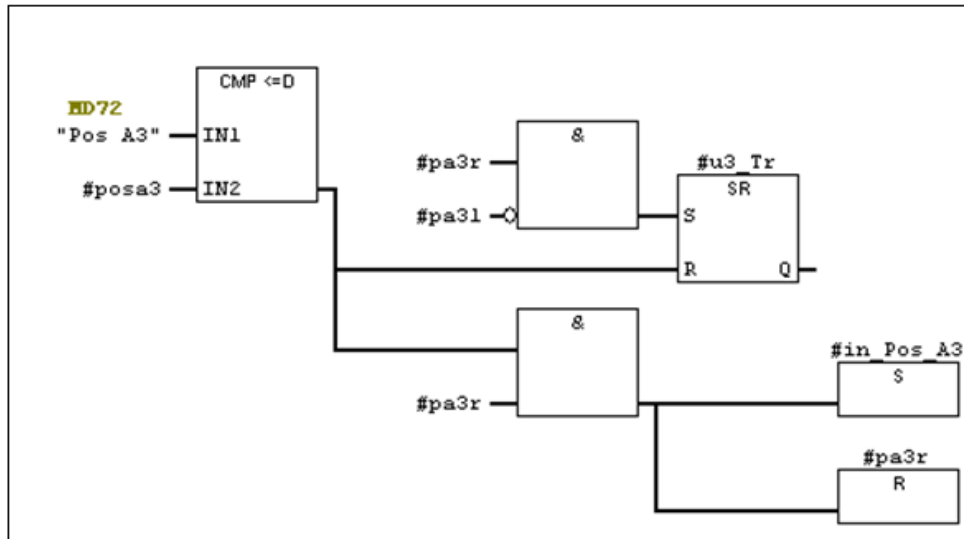 CMP <=D
MD72
"Pos A3" IN1
#posa3 IN2
&
#pa3r
#pa3l
#u3_Tr
SR
S
R Q
&
#pa3r
#in_Pos_A3
S
#pa3r
R